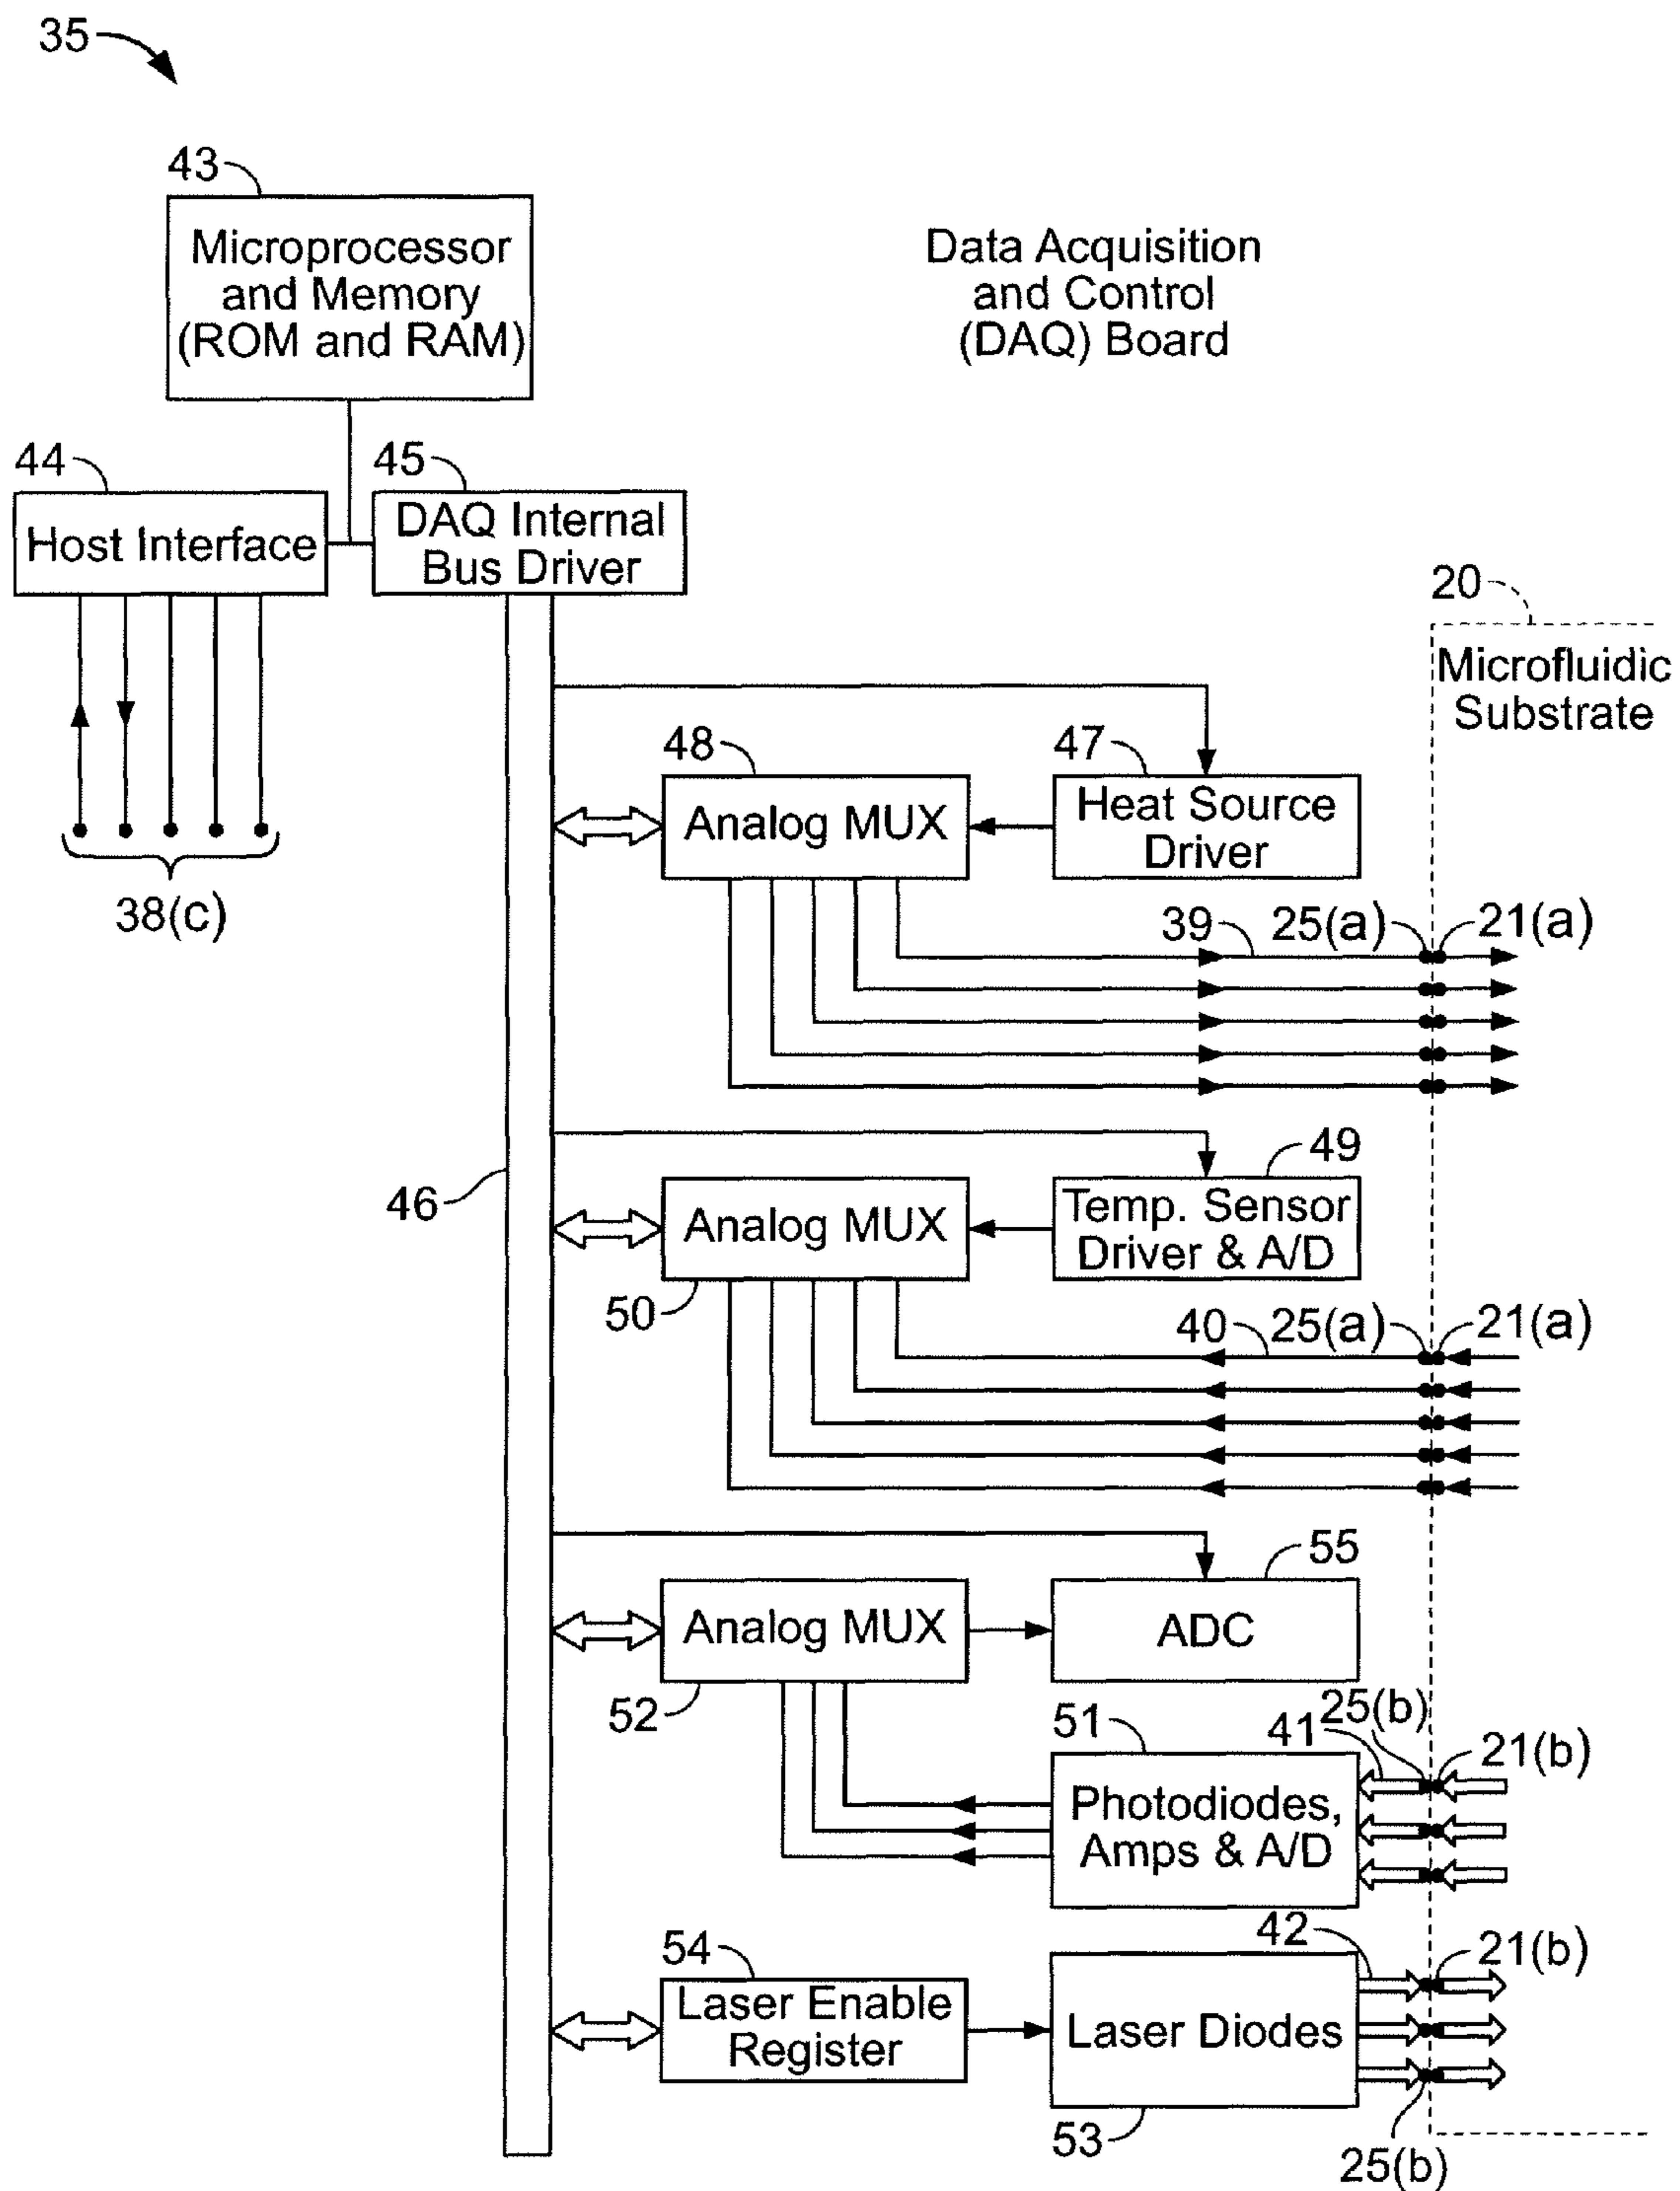 35
43
Microprocessor
and Memory
(ROM and RAM)
Data Acquisition
and Control
(DAQ) Board
44
Host Interface
45
DAQ Internal
Bus Driver
38(c)
20
Microfluidic
Substrate
48
Analog MUX
47
Heat Source
Driver
39
25(a)
21(a)
46
49
Analog MUX
Temp. Sensor
Driver & A/D
50
40
25(a)
21(a)
55
Analog MUX
ADC
52
51
41
25(b)
21(b)
Photodiodes,
Amps & A/D
54
Laser Enable
Register
42
21(b)
Laser Diodes
53
25(b)